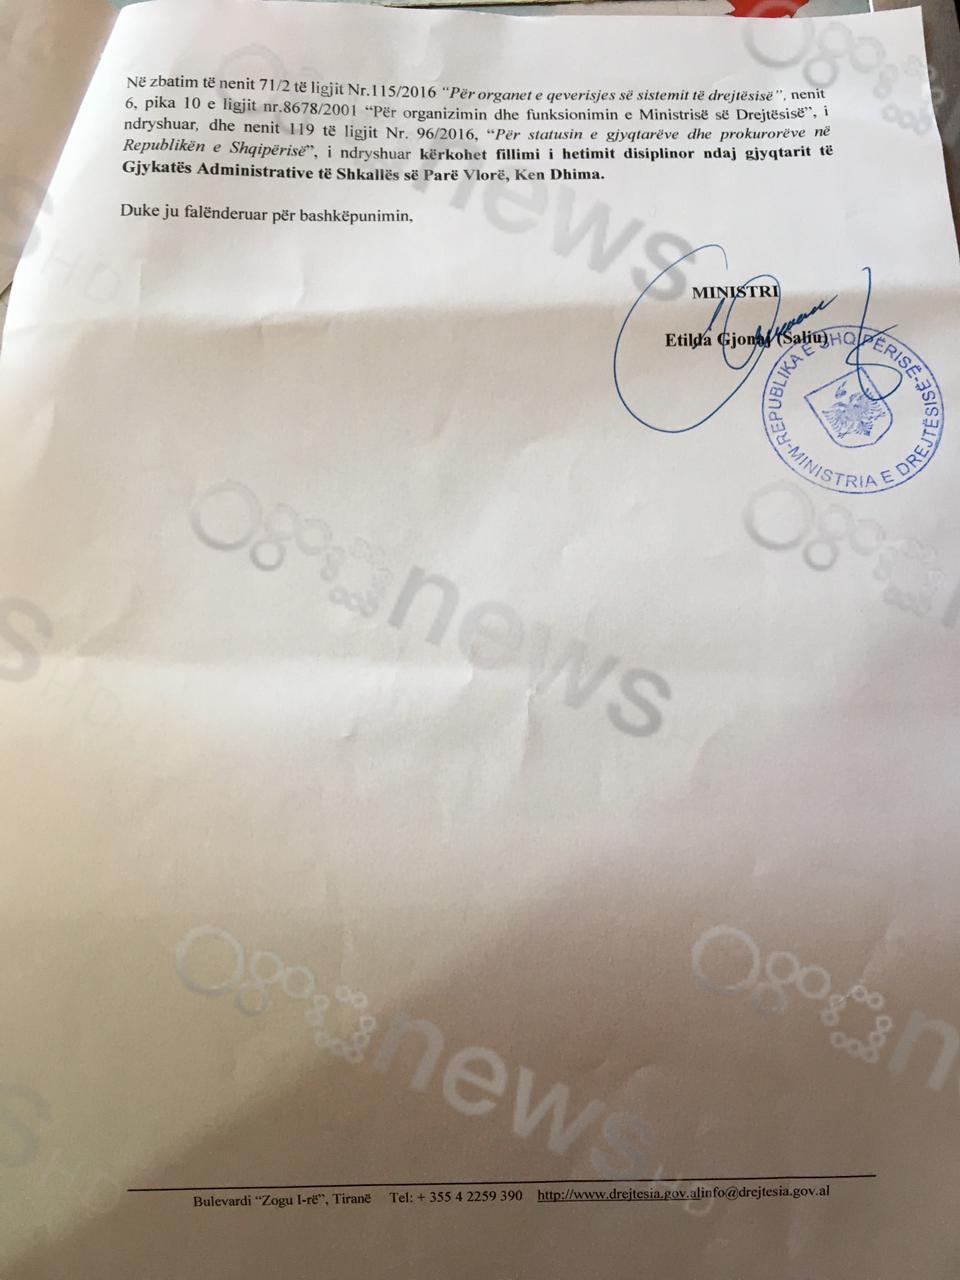 Në zbatim të nenit 71/2 të ligjit Nr.115/2016 “Për organet e qeverisjes së sistemit të drejtësisë”, nenit
6, pika 10 e ligjit nr.8678/2001 “Për organizimin dhe funksionimin e Ministrisë së Drejtësisë”, i
ndryshuar, dhe nenit 119 të ligjit Nr. 96/2016, “Për statusin e gjyqtarëve dhe prokurorëve në
Republikën e Shqipërisë”, i ndryshuar kërkohet fillimi i hetimit disiplinor ndaj gjyqtarit të
Gjykatës Administrative të Shkallës së Parë Vlorë, Ken Dhima.
Duke ju falënderuar për bashkëpunimin,
MINISTRI
Etilda Gjonaj (Saliu)
REPUBLIKA E SHQIPËRISË
MINISTRIA E DREJTËSISË
news
news
news
HD
Bulevardi “Zogu I-rë”, Tiranë Tel: + 355 4 2259 390 http://www.drejtesia.gov.alinfo@drejtesia.gov.al